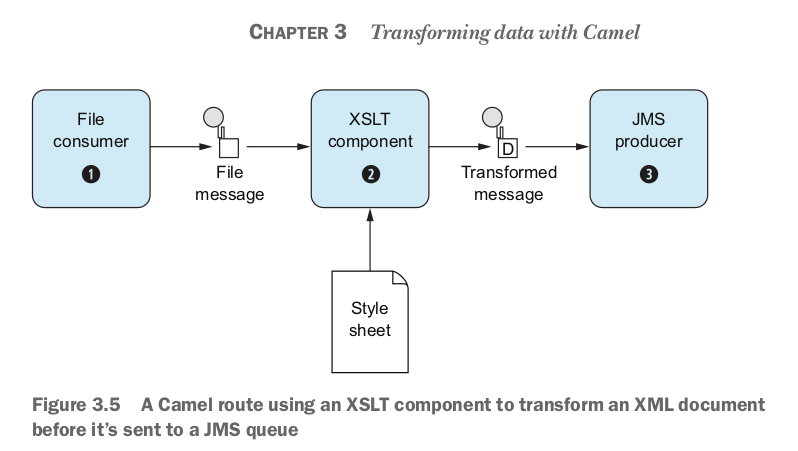 CHAPTER 3 Transforming data with Camel
File
consumer
1
File
message
XSLT
component
2
D
Transformed
message
JMS
producer
3
Style
sheet
Figure 3.5 A Camel route using an XSLT component to transform an XML document
before it's sent to a JMS queue